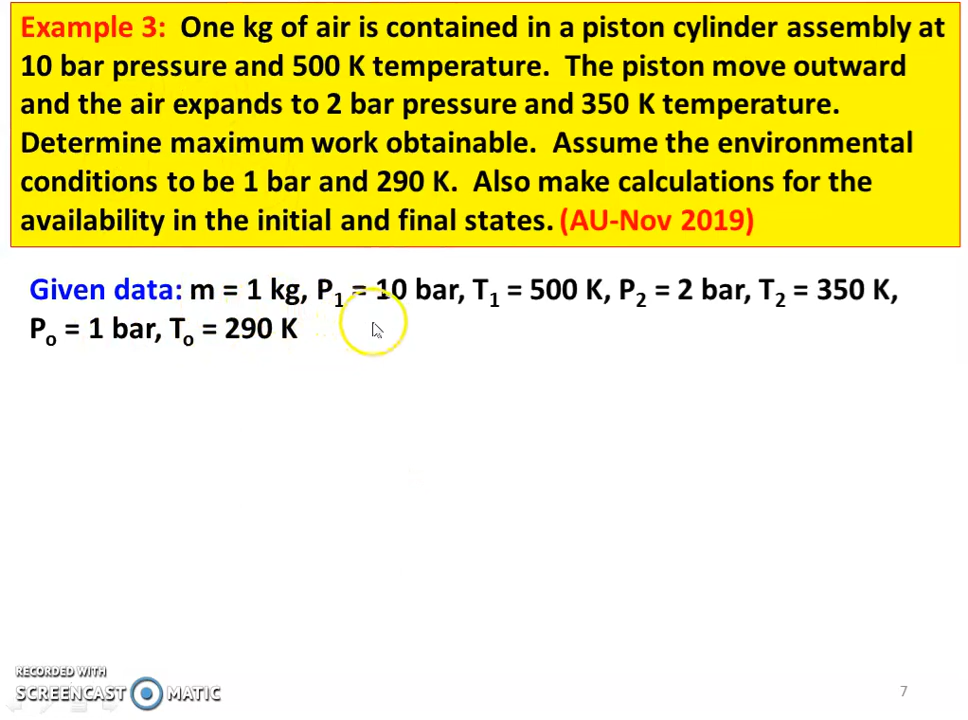 Example 3: One kg of air is contained in a piston cylinder assembly at
10 bar pressure and 500 K temperature. The piston move outward
and the air expands to 2 bar pressure and 350 K temperature.
Determine maximum work obtainable. Assume the environmental
conditions to be 1 bar and 290 K. Also make calculations for the
availability in the initial and final states. (AU-Nov 2019)
Given data: m = 1 kg, P₁ = 10 bar, T₁ = 500 K, P₂ = 2 bar, T₂ = 350 K,
Pₒ = 1 bar, Tₒ = 290 K
RECORDED WITH
SCREENCAST MATIC
7